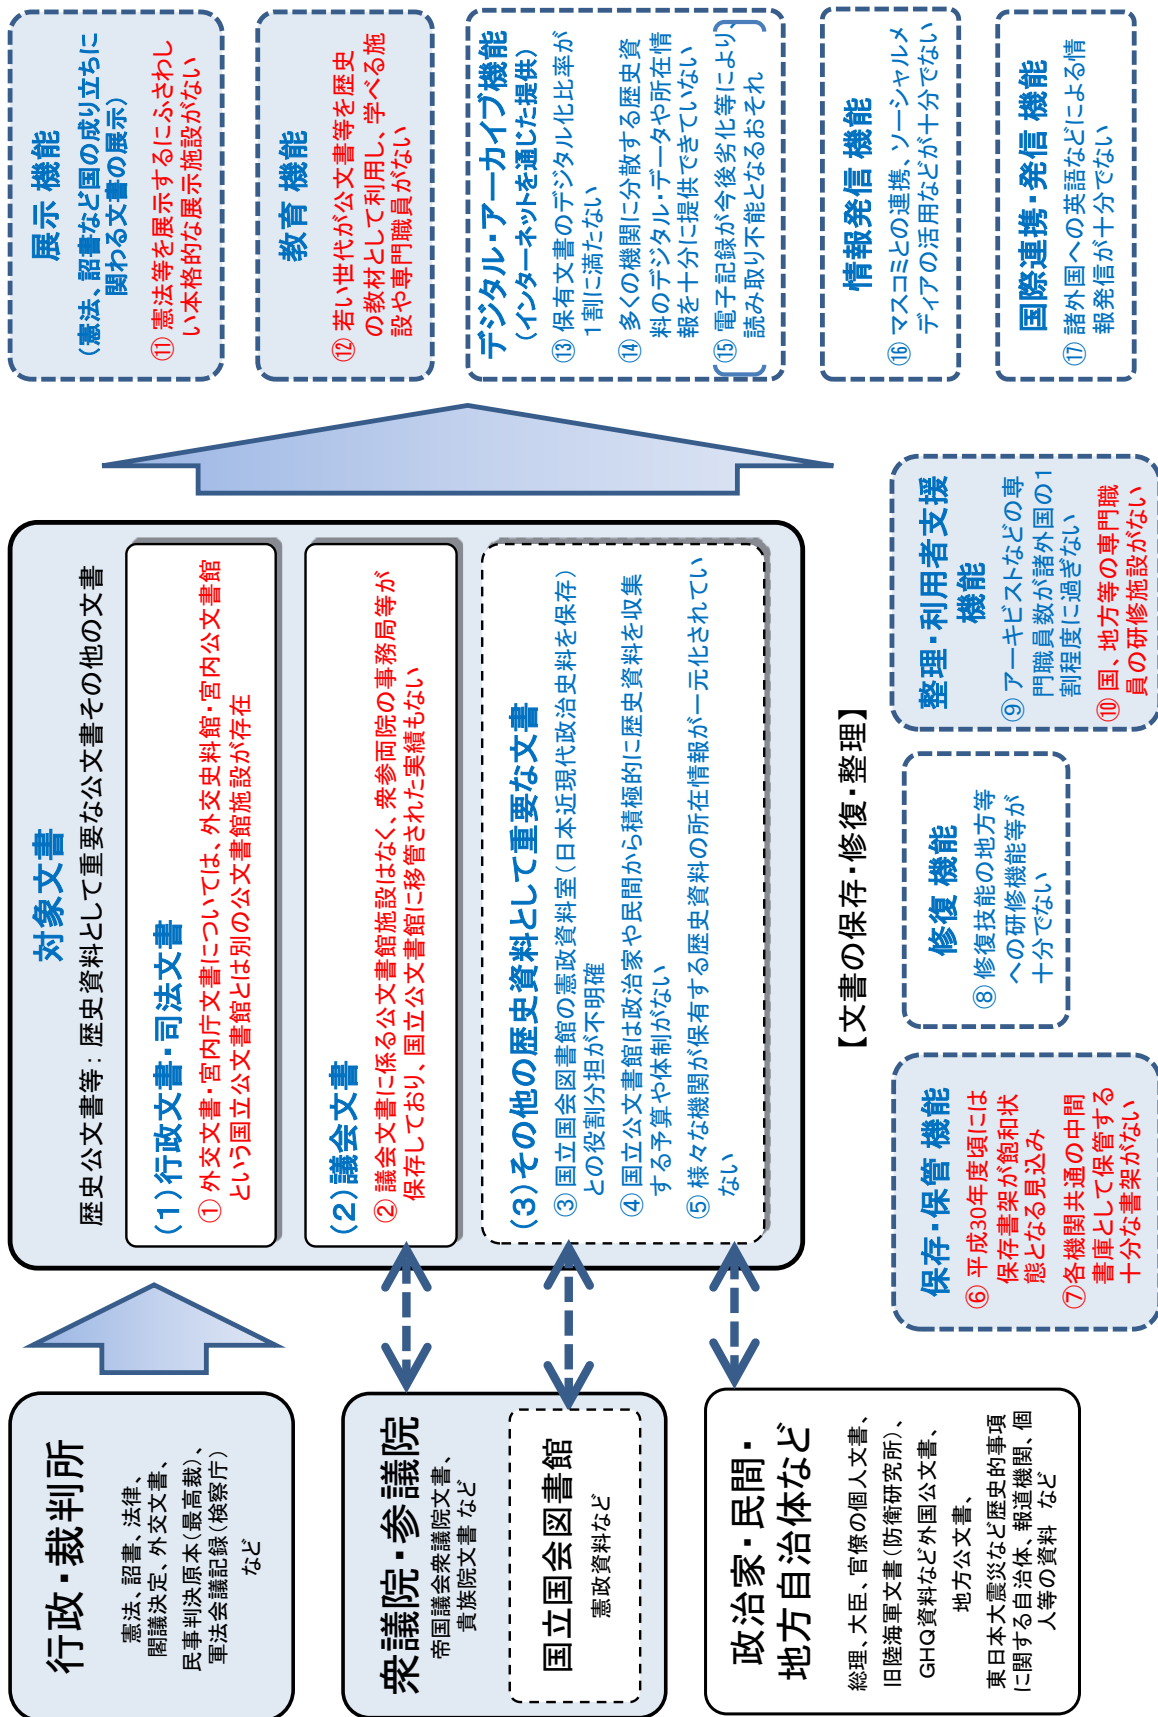 行政・裁判所
憲法、詔書、法律、
閣議決定、外交文書、
民事判決原本(最高裁)、
軍法会議記録(検察庁)
など
衆議院・参議院
帝国議会衆議院文書、
貴族院文書 など
国立国会図書館
憲政資料など
政治家・民間・
地方自治体など
総理、大臣、官僚の個人文書、
旧陸海軍文書(防衛研究所)、
GHQ資料など外国公文書、
地方公文書、
東日本大震災など歴史的事項
に関する自治体、報道機関、個
人等の資料 など
対象文書
歴史公文書等:歴史資料として重要な公文書その他の文書
(1)行政文書・司法文書
① 外交文書・宮内庁文書については、外交史料館・宮内公文書館
という国立公文書館とは別の公文書館施設が存在
(2)議会文書
② 議会文書に係る公文書館施設はなく、衆参両院の事務局等が
保存しており、国立公文書館に移管された実績もない
(3)その他の歴史資料として重要な文書
③ 国立国会図書館の憲政資料室(日本近現代政治史料を保存)
との役割分担が不明確
④ 国立公文書館は政治家や民間から積極的に歴史資料を収集
する予算や体制がない
⑤ 様々な機関が保有する歴史資料の所在情報が一元化されてい
ない
【文書の保存・修復・整理】
保存・保管 機能
⑥ 平成30年度頃には
保存書架が飽和状
態となる見込み
⑦各機関共通の中間
書庫として保管する
十分な書架がない
修復 機能
⑧ 修復技能の地方等
への研修機能等が
十分でない
整理・利用者支援
機能
⑨ アーキビストなどの専
門職員数が諸外国の1
割程度に過ぎない
⑩ 国、地方等の専門職
員の研修施設がない
展示 機能
(憲法、詔書など国の成り立ちに
関わる文書の展示)
⑪ 憲法等を展示するにふさわし
い本格的な展示施設がない
教育 機能
⑫ 若い世代が公文書等を歴史
の教材として利用し、学べる施
設や専門職員がない
デジタル・アーカイブ機能
(インターネットを通じた提供)
⑬ 保有文書のデジタル化比率が
1割に満たない
⑭ 多くの機関に分散する歴史資
料のデジタル・データや所在情
報を十分に提供できていない
⑮ 電子記録が今後劣化等により、
読み取り不能となるおそれ
情報発信 機能
⑯ マスコミとの連携、ソーシャルメ
ディアの活用などが十分でない
国際連携・発信 機能
⑰ 諸外国への英語などによる情
報発信が十分でない